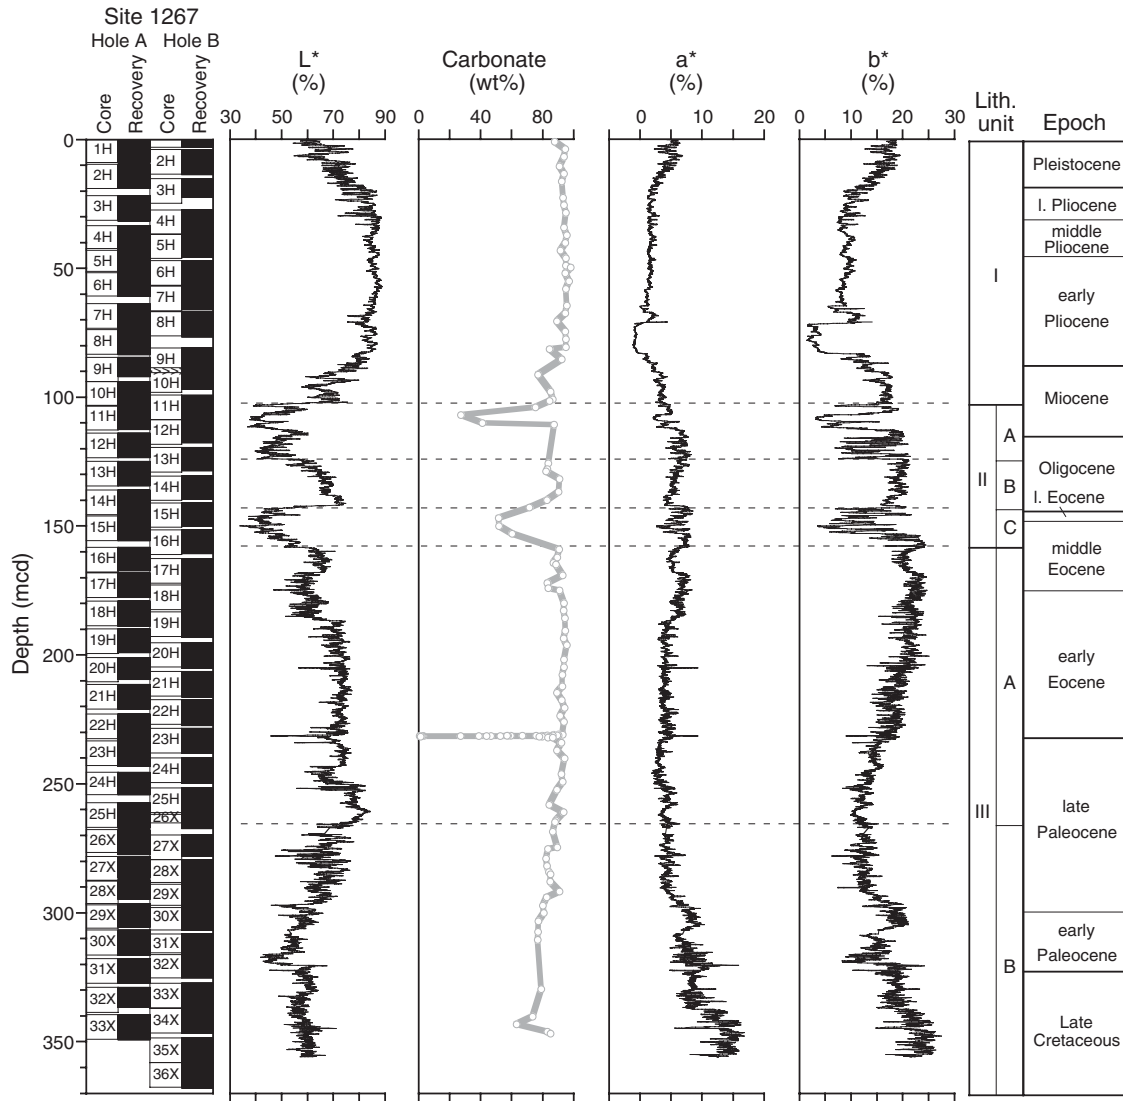 Site 1267
Hole A Hole B
Core Recovery Core Recovery
L*
(%)
Carbonate
(wt%)
a*
(%)
b*
(%)
Lith.
unit
Epoch
30 50 70 90
0 40 60 80
0 10 20
0 10 20 30
Depth (mcd)
0
50
100
150
200
250
300
350
1H
2H
3H
4H
5H
6H
7H
8H
9H
10H
11H
12H
13H
14H
15H
16H
17H
18H
19H
20H
21H
22H
23H
24H
25H
26X
27X
28X
29X
30X
31X
32X
33X
2H
3H
4H
5H
6H
7H
8H
9H
10H
11H
12H
13H
14H
15H
16H
17H
18H
19H
20H
21H
22H
23H
24H
25H
26X
27X
28X
29X
30X
31X
32X
33X
34X
35X
36X
I
II
A
B
C
III
A
B
Pleistocene
l. Pliocene
middle
Pliocene
early
Pliocene
Miocene
Oligocene
l. Eocene
middle
Eocene
early
Eocene
late
Paleocene
early
Paleocene
Late
Cretaceous